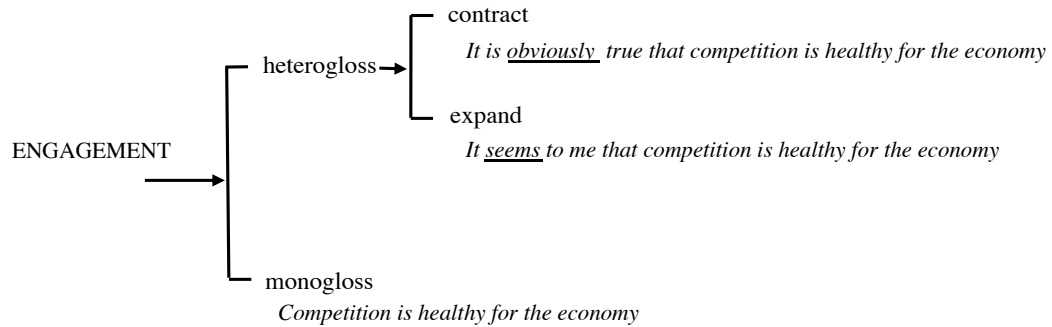 contract
It is obviously true that competition is healthy for the economy
heterogloss
expand
It seems to me that competition is healthy for the economy
ENGAGEMENT
monogloss
Competition is healthy for the economy